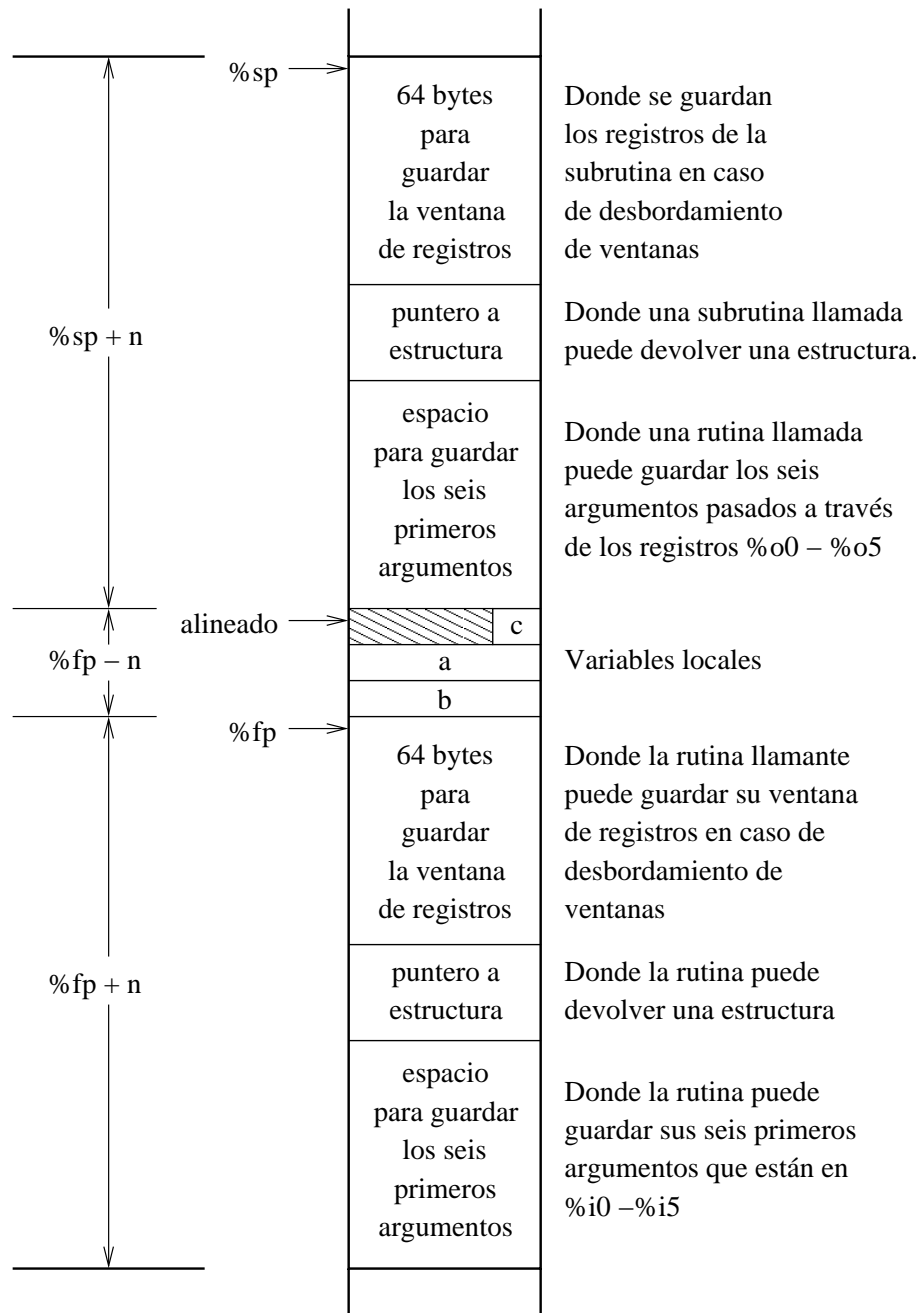 %sp
64 bytes
para
guardar
la ventana
de registros
Donde se guardan
los registros de la
subrutina en caso
de desbordamiento
de ventanas
%sp + n
puntero a
estructura
Donde una subrutina llamada
puede devolver una estructura.
espacio
para guardar
los seis
primeros
argumentos
Donde una rutina llamada
puede guardar los seis
argumentos pasados a través
de los registros %o0 – %o5
alineado
c
%fp – n
a
Variables locales
b
%fp
64 bytes
para
guardar
la ventana
de registros
Donde la rutina llamante
puede guardar su ventana
de registros en caso de
desbordamiento de
ventanas
%fp + n
puntero a
estructura
Donde la rutina puede
devolver una estructura
espacio
para guardar
los seis
primeros
argumentos
Donde la rutina puede
guardar sus seis primeros
argumentos que están en
%i0 –%i5